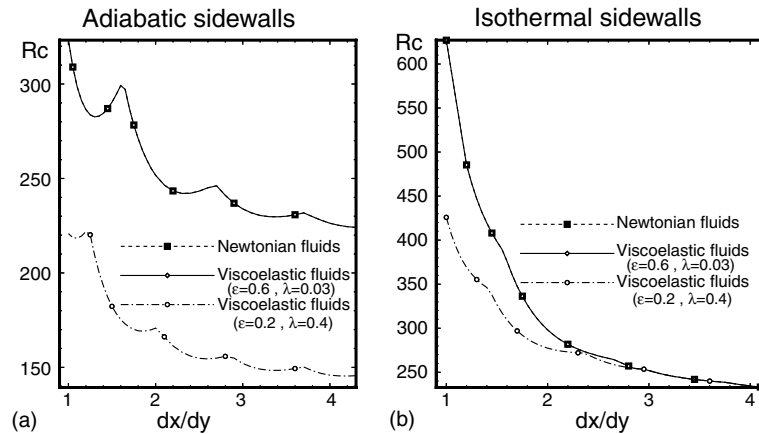 Adiabatic sidewalls
Rc
300
250
200
150
Newtonian fluids
Viscoelastic fluids
(ε=0.6 , λ=0.03)
Viscoelastic fluids
(ε=0.2 , λ=0.4)
1 2 3 4
(a) dx/dy
Isothermal sidewalls
Rc
600
550
500
450
400
350
300
250
Newtonian fluids
Viscoelastic fluids
(ε=0.6 , λ=0.03)
Viscoelastic fluids
(ε=0.2 , λ=0.4)
1 2 3 4
(b) dx/dy